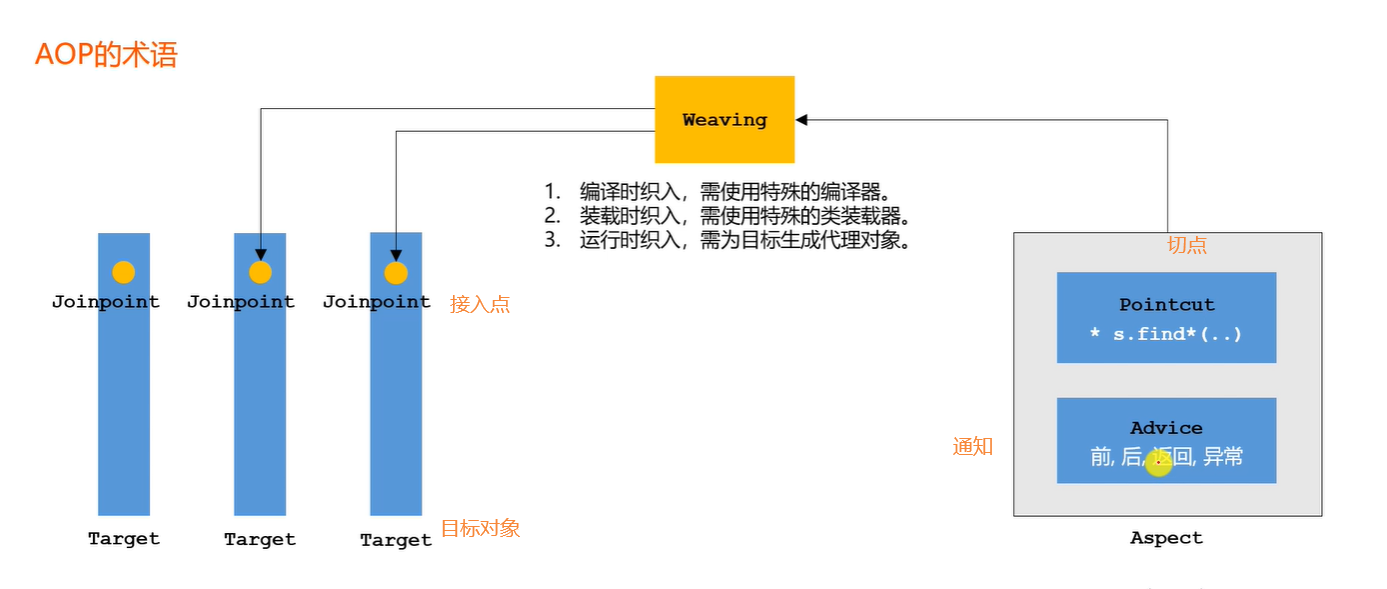 AOP的术语
Weaving
1. 编译时织入，需使用特殊的编译器。
2. 装载时织入，需使用特殊的类装载器。
3. 运行时织入，需为目标生成代理对象。
切点
Joinpoint Joinpoint Joinpoint 接入点
Pointcut
* s.find*(..)
Advice
通知
前, 后, 返回, 异常
目标对象
Target Target Target
Aspect